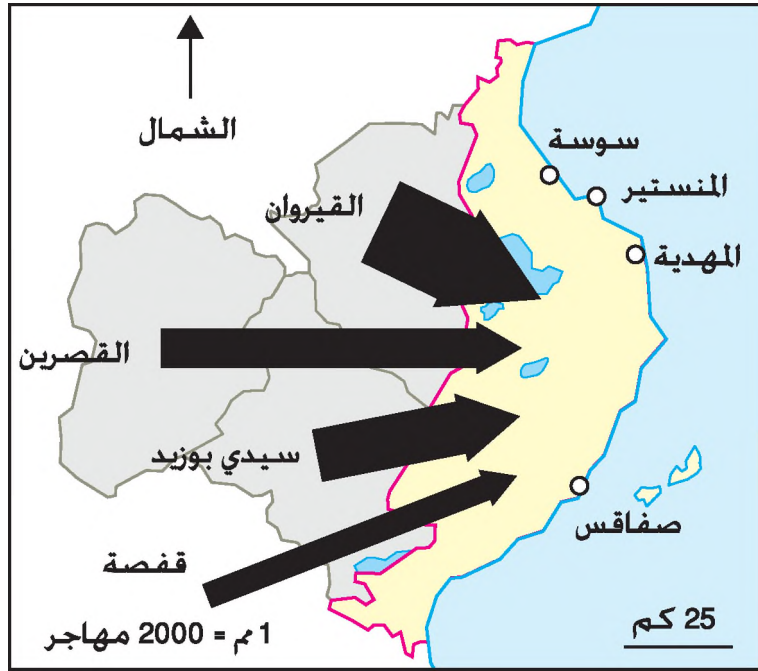 الشمال
سوسة
المنستير
القيروان
المهدية
القصرين
سيدي بوزيد
صفاقس
قفصة
25 كم
1 مم = 2000 مهاجر